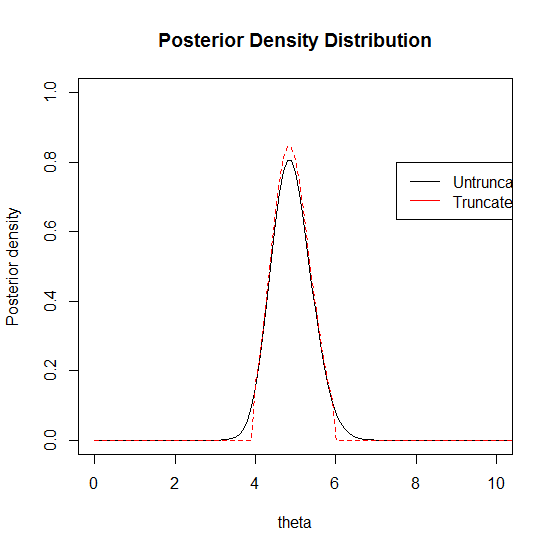 Posterior Density Distribution
Posterior density
1.0
0.8
0.6
0.4
0.2
0.0
Untrunca
Truncate
0 2 4 6 8 10
theta